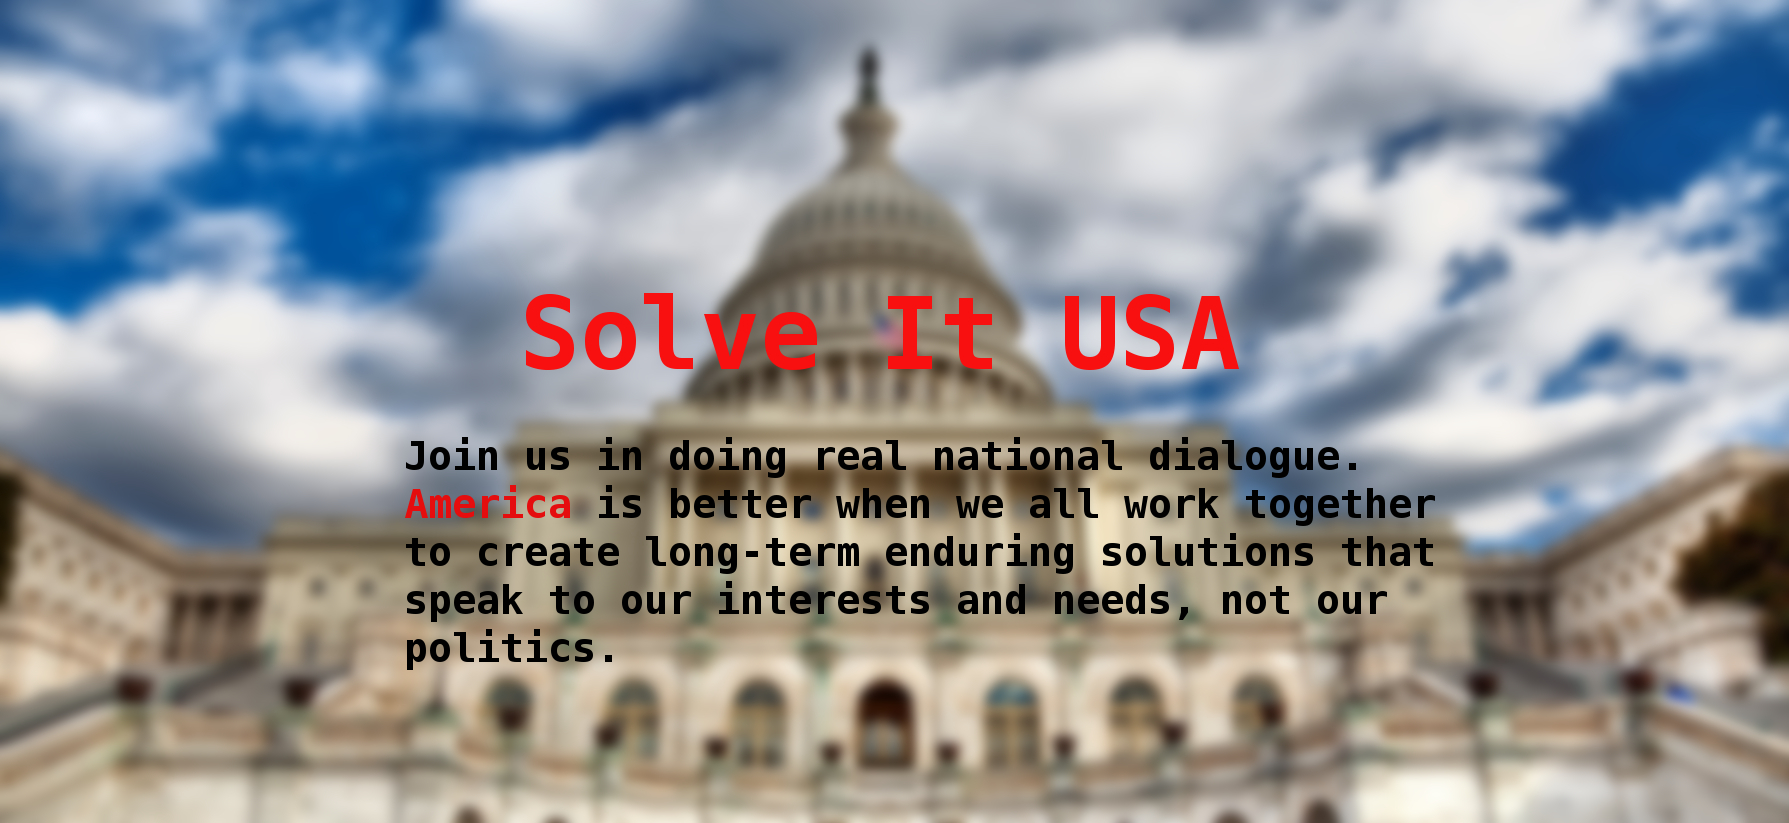 Solve It USA
Join us in doing real national dialogue.
America is better when we all work together
to create long-term enduring solutions that
speak to our interests and needs, not our
politics.